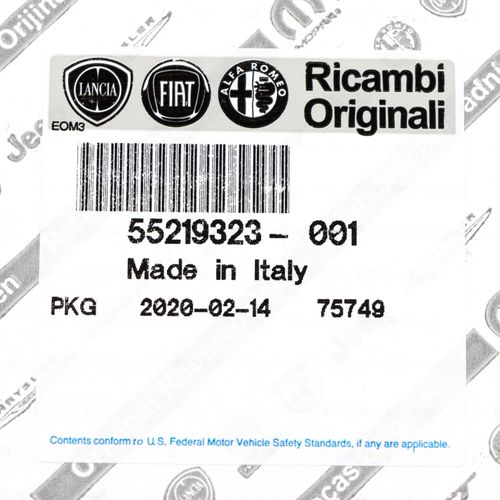 LANCIA
FIAT
ALFA ROMEO
Ricambi
Originali
EOM3
55219323- 001
Made in Italy
PKG 2020-02-14 75749
Contents conform to U.S. Federal Motor Vehicle Safety Standards, if any are applicable.